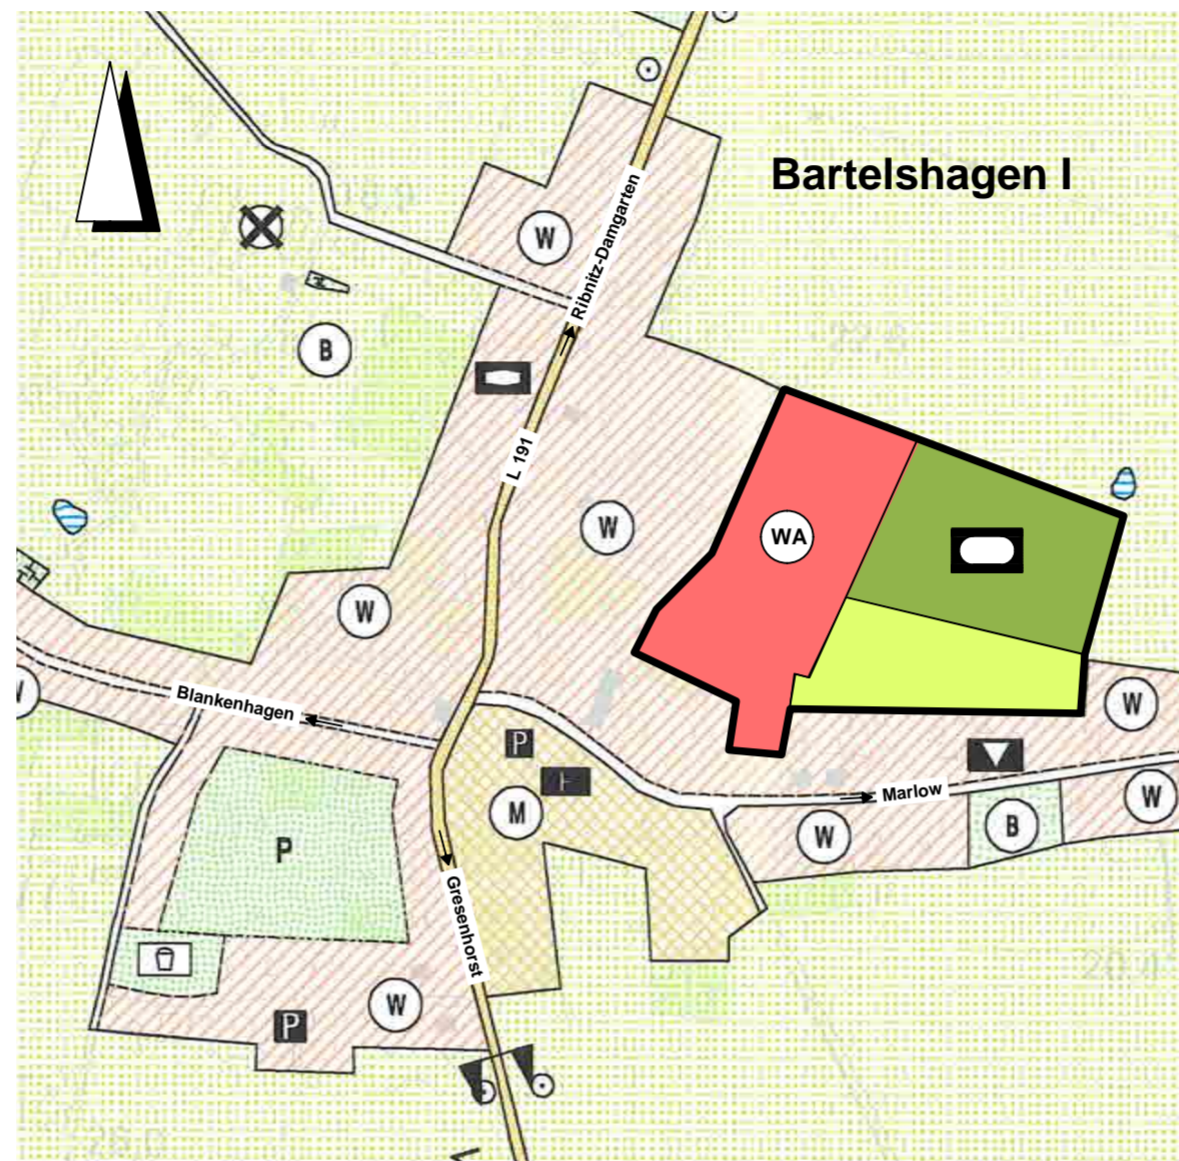 Bartelshagen I
Ribnitz-Damgarten
W
B
L 191
WA
W
W
Blankenhagen
W
P
F
M
Marlow
W
W
B
P
Gresenhorst
W
P